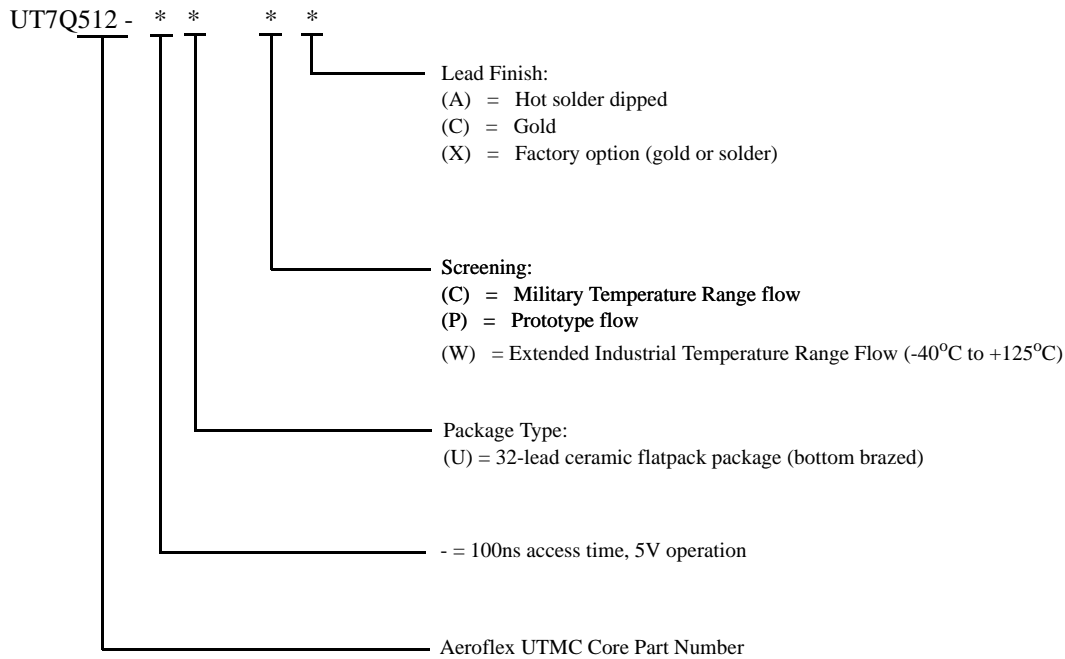 UT7Q512 - * * * *
Lead Finish:
(A) = Hot solder dipped
(C) = Gold
(X) = Factory option (gold or solder)
Screening:
(C) = Military Temperature Range flow
(P) = Prototype flow
(W) = Extended Industrial Temperature Range Flow (-40°C to +125°C)
Package Type:
(U) = 32-lead ceramic flatpack package (bottom brazed)
- = 100ns access time, 5V operation
Aeroflex UTMC Core Part Number